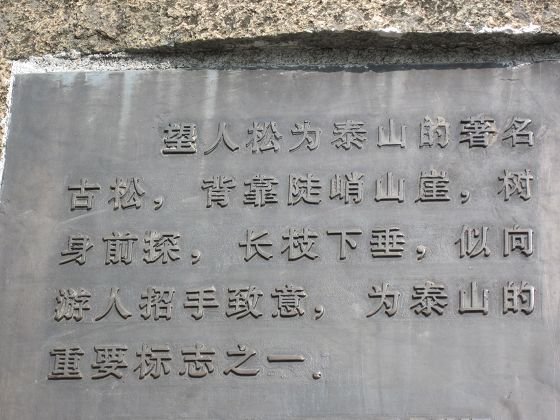 望人松为泰山的著名
古松，背靠陡峭山崖，树
身前探，长枝下垂，似向
游人招手致意，为泰山的
重要标志之一．